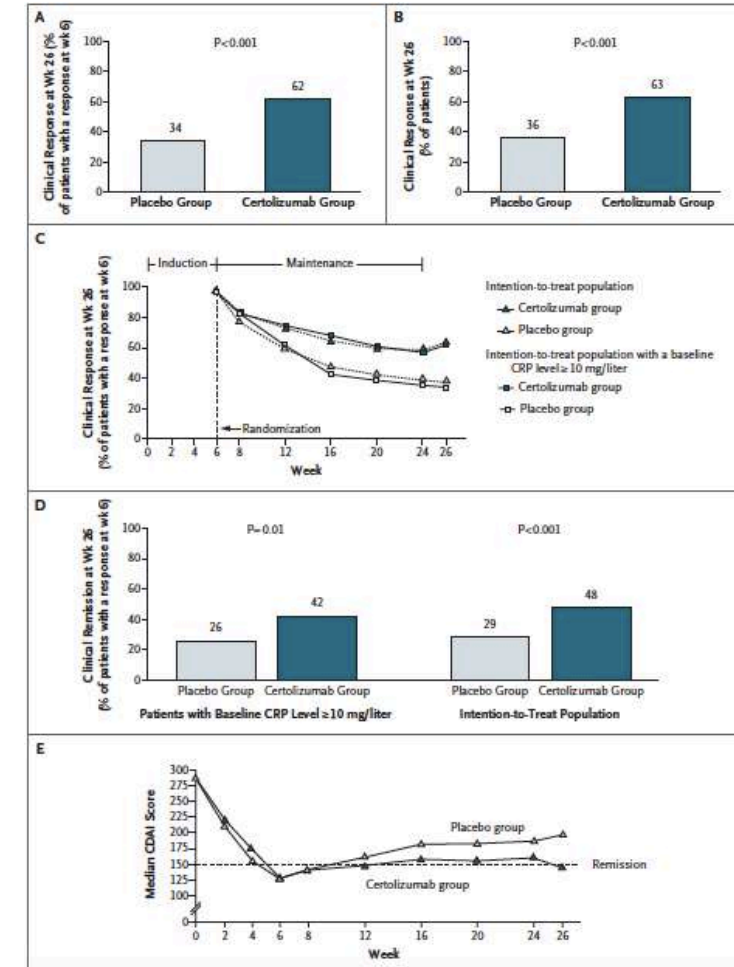 A
Clinical Response at Wk 26 (%
of patients with a response at wk 6)
100
80
60
40
20
0
P<0.001
34
62
Placebo Group
Certolizumab Group
B
Clinical Response at Wk 26
(% of patients)
100
80
60
40
20
0
P<0.001
36
63
Placebo Group
Certolizumab Group
C
Induction
Maintenance
Clinical Response at Wk 26
(% of patients with a response at wk 6)
100
80
60
40
20
0
Randomization
0 2 4 6 8 12 16 20 24 26
Week
Intention-to-treat population
Certolizumab group
Placebo group
Intention-to-treat population with a baseline
CRP level ≥ 10 mg/liter
Certolizumab group
Placebo group
D
Clinical Remission at Wk 26
(% of patients with a response at wk 6)
100
80
60
40
20
0
P=0.01
26
42
Placebo Group Certolizumab Group
Patients with Baseline CRP Level ≥10 mg/liter
P<0.001
29
48
Placebo Group Certolizumab Group
Intention-to-Treat Population
E
Median CDAI Score
300
275
250
225
200
175
150
125
100
0
Placebo group
Remission
Certolizumab group
0 2 4 6 8 12 16 20 24 26
Week